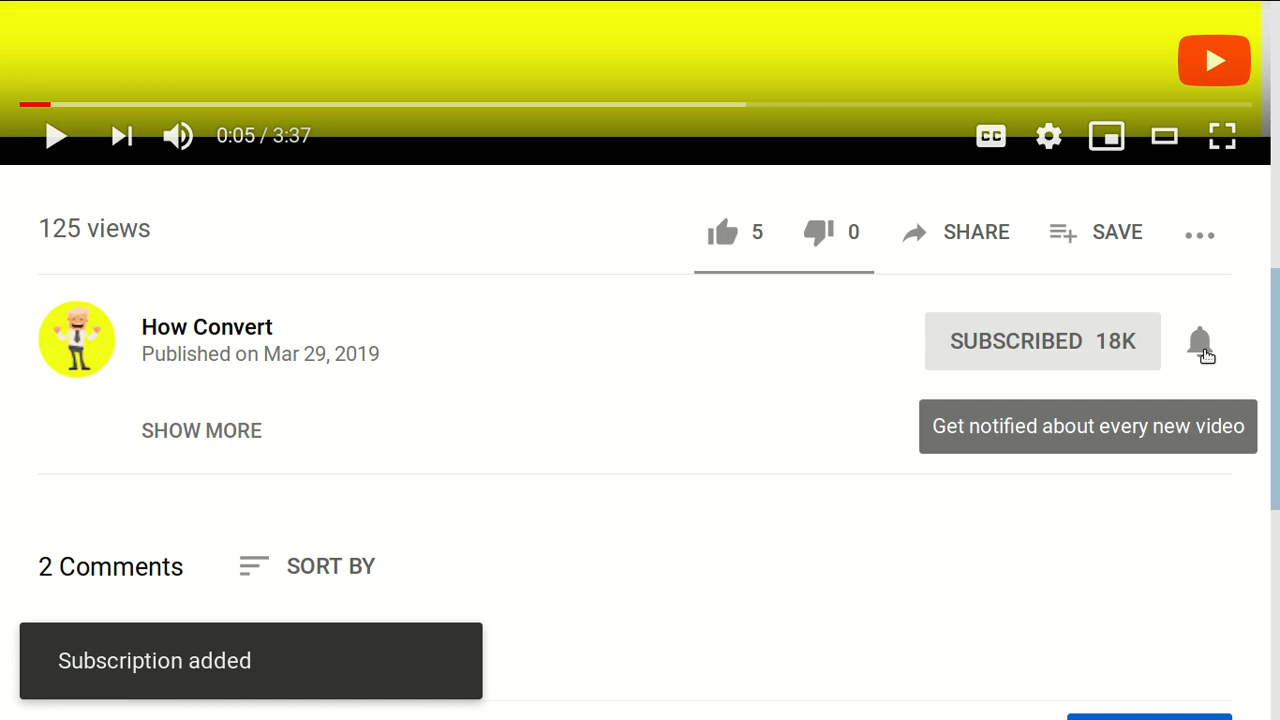 0:05 / 3:37
CC
125 views
5
0
SHARE
SAVE
How Convert
Published on Mar 29, 2019
SUBSCRIBED 18K
Get notified about every new video
SHOW MORE
2 Comments
SORT BY
Subscription added